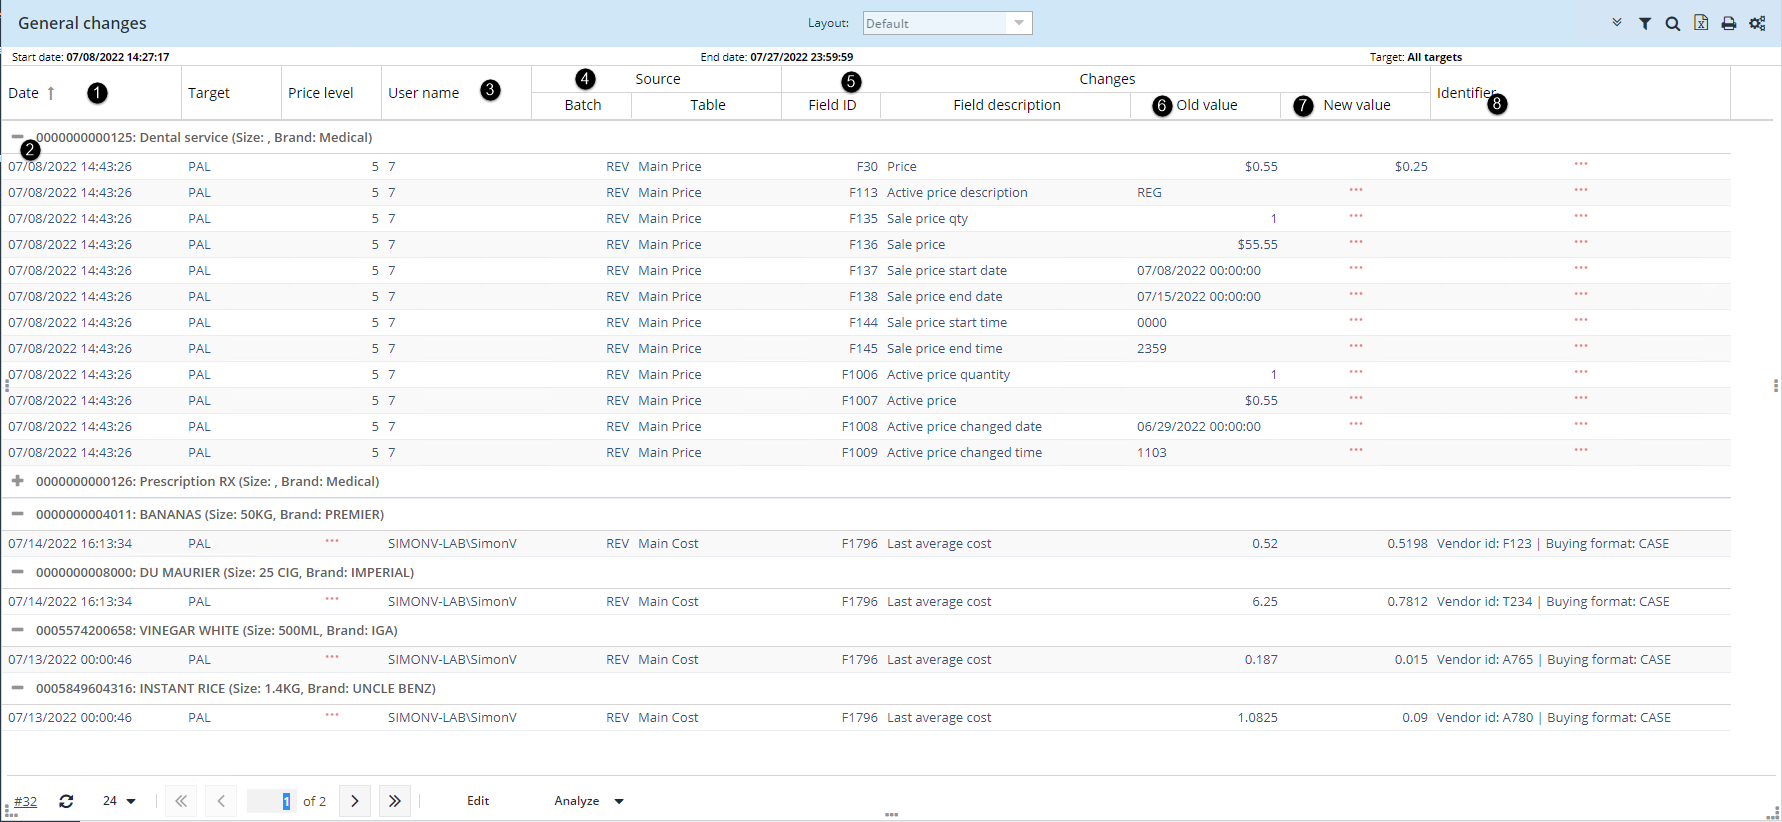 General changes Layout: Default
Start date: 07/08/2022 14:27:17 End date: 07/27/2022 23:59:59 Target: All targets
4 Source 5 Changes
Date ↑ 1 Target Price level User name 3 Identifier 8
Batch Table Field ID Field description 6 Old value 7 New value
0000000000125: Dental service (Size: , Brand: Medical)
2
07/08/2022 14:43:26 PAL 5 7 REV Main Price F30 Price $0.55 $0.25 ...
07/08/2022 14:43:26 PAL 5 7 REV Main Price F113 Active price description REG ... ...
07/08/2022 14:43:26 PAL 5 7 REV Main Price F135 Sale price qty 1 ... ...
07/08/2022 14:43:26 PAL 5 7 REV Main Price F136 Sale price $55.55 ... ...
07/08/2022 14:43:26 PAL 5 7 REV Main Price F137 Sale price start date 07/08/2022 00:00:00 ... ...
07/08/2022 14:43:26 PAL 5 7 REV Main Price F138 Sale price end date 07/15/2022 00:00:00 ... ...
07/08/2022 14:43:26 PAL 5 7 REV Main Price F144 Sale price start time 0000 ... ...
07/08/2022 14:43:26 PAL 5 7 REV Main Price F145 Sale price end time 2359 ... ...
07/08/2022 14:43:26 PAL 5 7 REV Main Price F1006 Active price quantity 1 ... ...
07/08/2022 14:43:26 PAL 5 7 REV Main Price F1007 Active price $0.55 ... ...
07/08/2022 14:43:26 PAL 5 7 REV Main Price F1008 Active price changed date 06/29/2022 00:00:00 ... ...
07/08/2022 14:43:26 PAL 5 7 REV Main Price F1009 Active price changed time 1103 ... ...
0000000000126: Prescription RX (Size: , Brand: Medical)
0000000004011: BANANAS (Size: 50KG, Brand: PREMIER)
07/14/2022 16:13:34 PAL ... SIMONV-LAB\SimonV REV Main Cost F1796 Last average cost 0.52 0.5198 Vendor id: F123 | Buying format: CASE
0000000008000: DU MAURIER (Size: 25 CIG, Brand: IMPERIAL)
07/14/2022 16:13:34 PAL ... SIMONV-LAB\SimonV REV Main Cost F1796 Last average cost 6.25 0.7812 Vendor id: T234 | Buying format: CASE
0005574200658: VINEGAR WHITE (Size: 500ML, Brand: IGA)
07/13/2022 00:00:46 PAL ... SIMONV-LAB\SimonV REV Main Cost F1796 Last average cost 0.187 0.015 Vendor id: A765 | Buying format: CASE
0005849604316: INSTANT RICE (Size: 1.4KG, Brand: UNCLE BENZ)
07/13/2022 00:00:46 PAL ... SIMONV-LAB\SimonV REV Main Cost F1796 Last average cost 1.0825 0.09 Vendor id: A780 | Buying format: CASE
#32 24 1 of 2 Edit Analyze